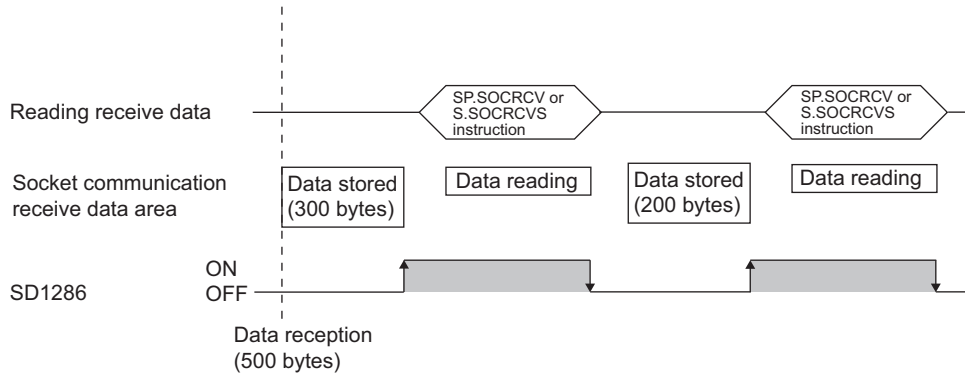 Reading receive data
SP.SOCRCV or
S.SOCRCVS
instruction
SP.SOCRCV or
S.SOCRCVS
instruction
Socket communication
receive data area
Data stored
(300 bytes)
Data reading
Data stored
(200 bytes)
Data reading
SD1286
ON
OFF
Data reception
(500 bytes)